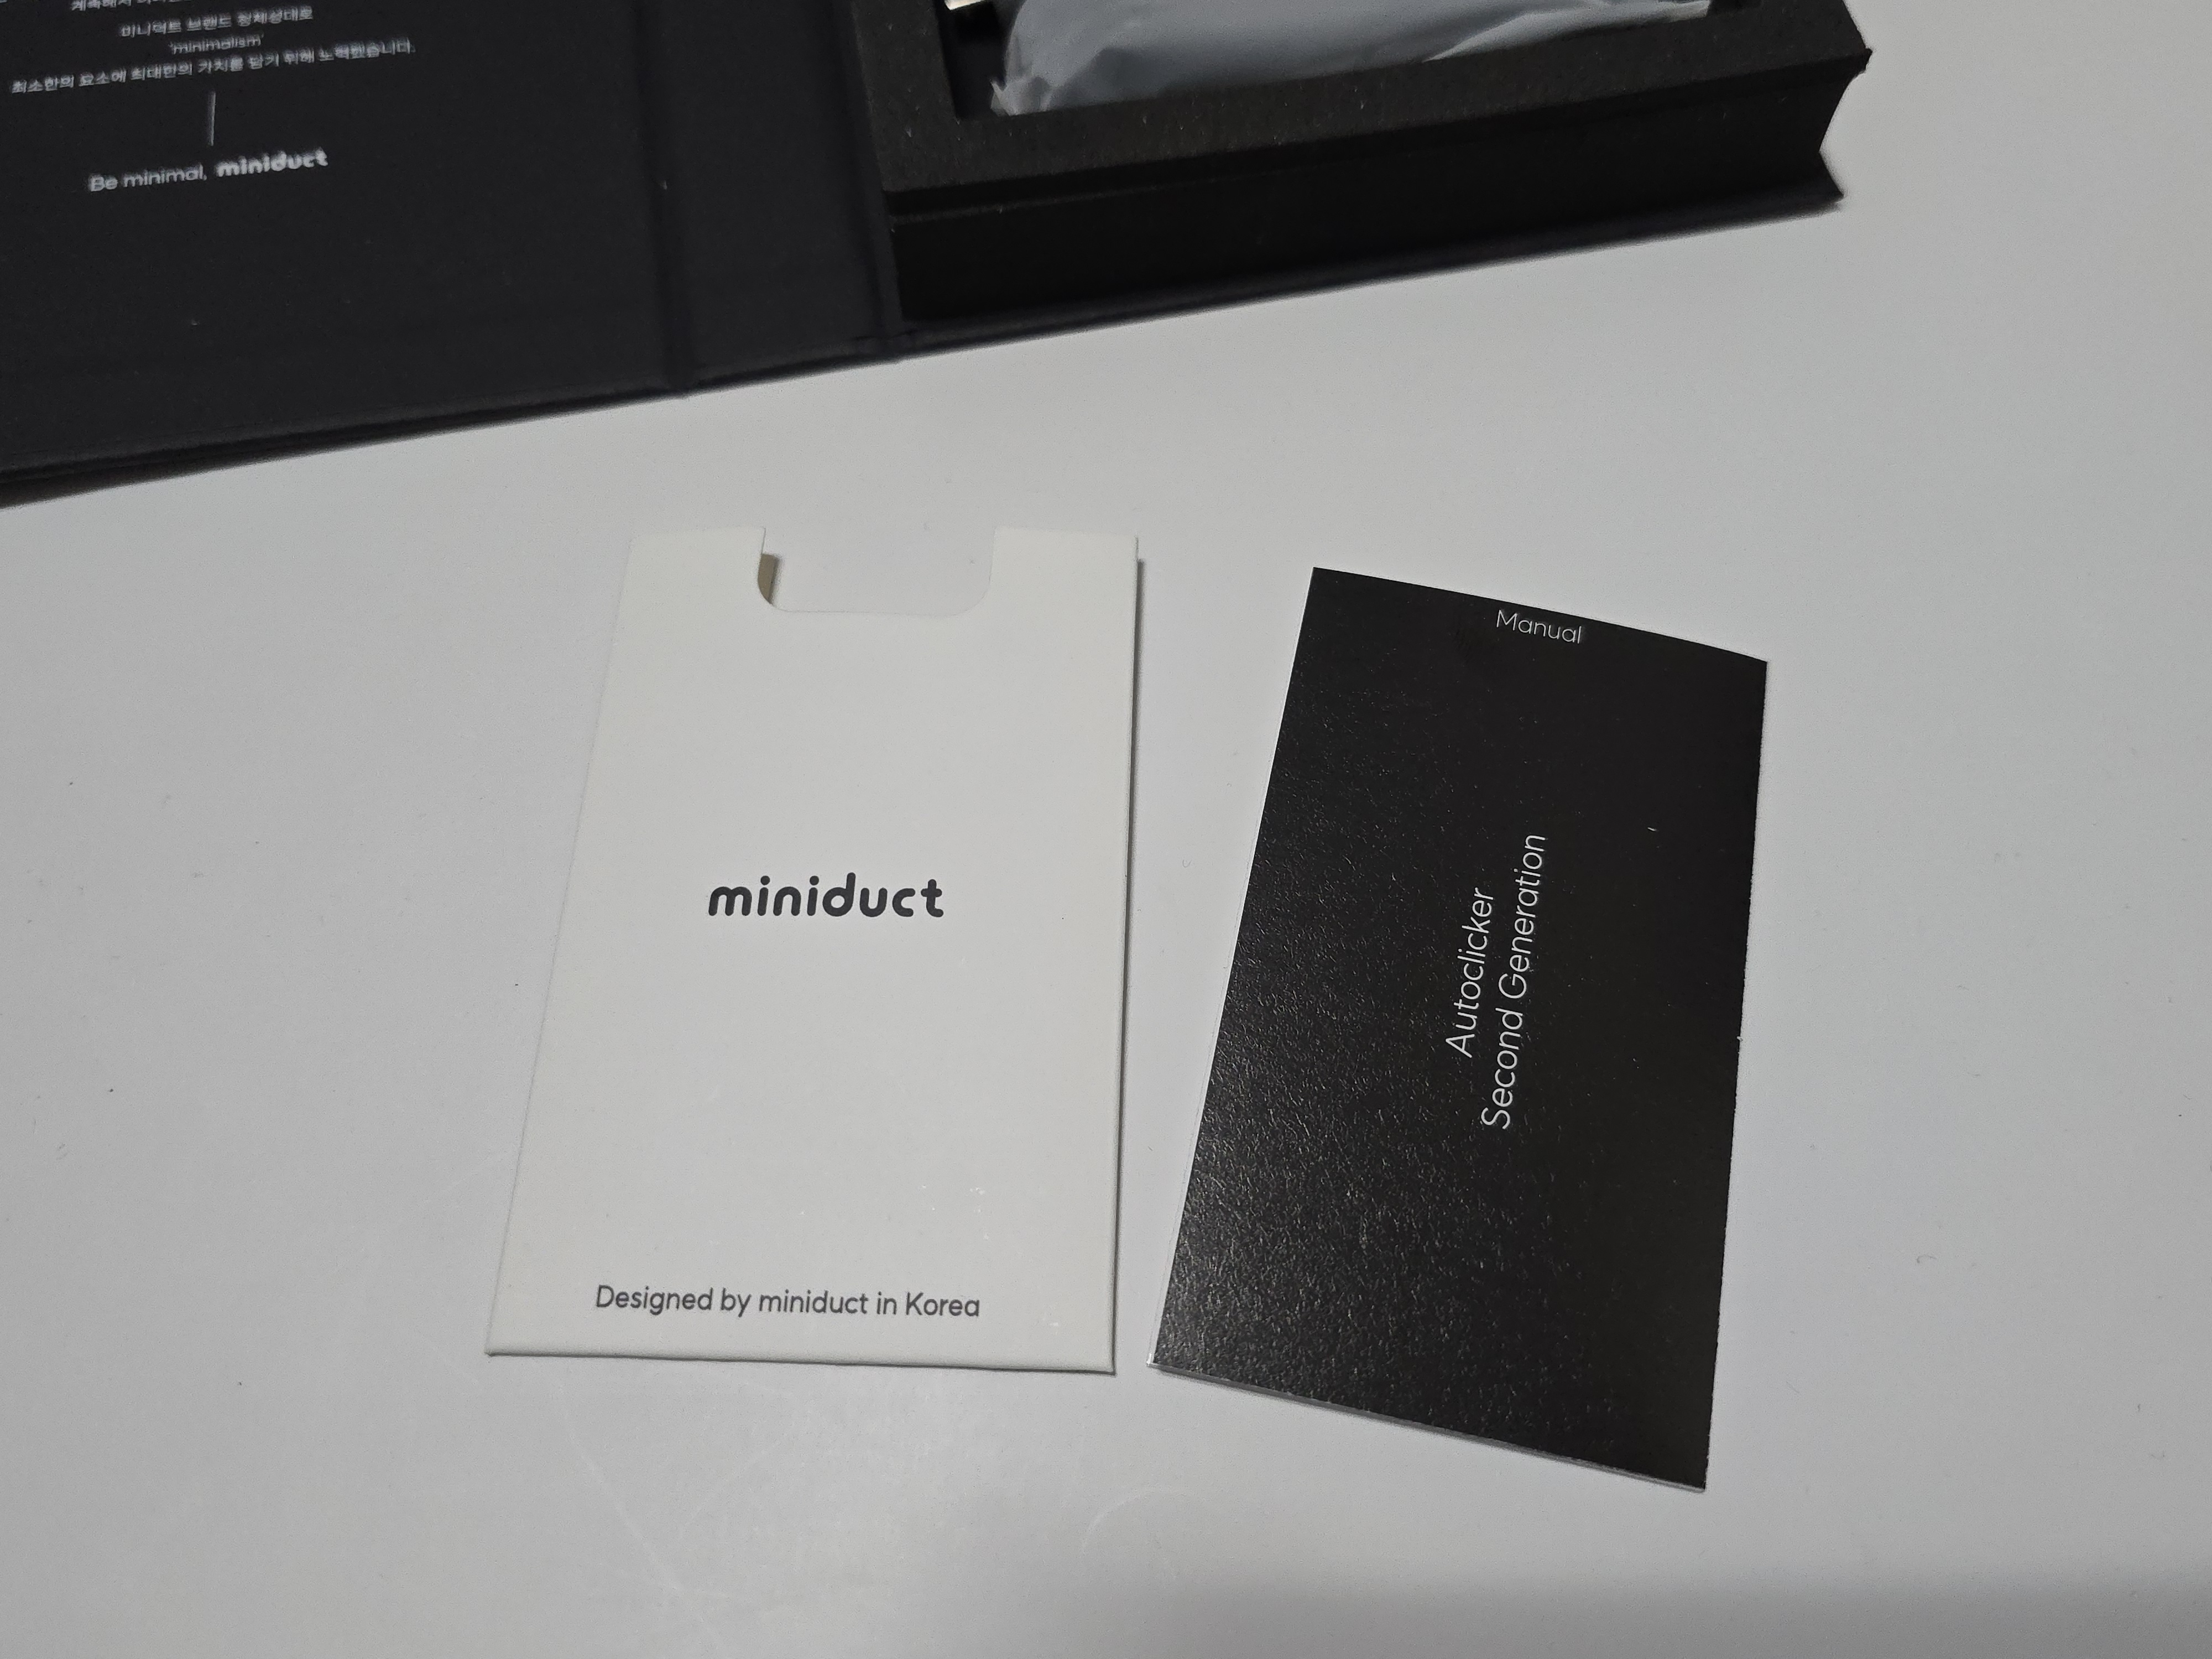 미니덕트 브랜드 정체성대로
'minimalism'
최소한의 요소에 최대한의 가치를 담기 위해 노력했습니다.
Be minimal, miniduct
miniduct
Designed by miniduct in Korea
Manual
Autoclicker
Second Generation